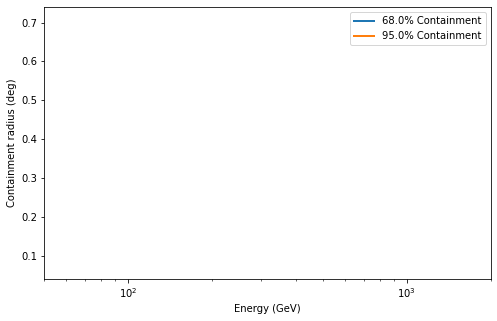 68.0% Containment
95.0% Containment
Containment radius (deg)
0.7
0.6
0.5
0.4
0.3
0.2
0.1
10²
10³
Energy (GeV)